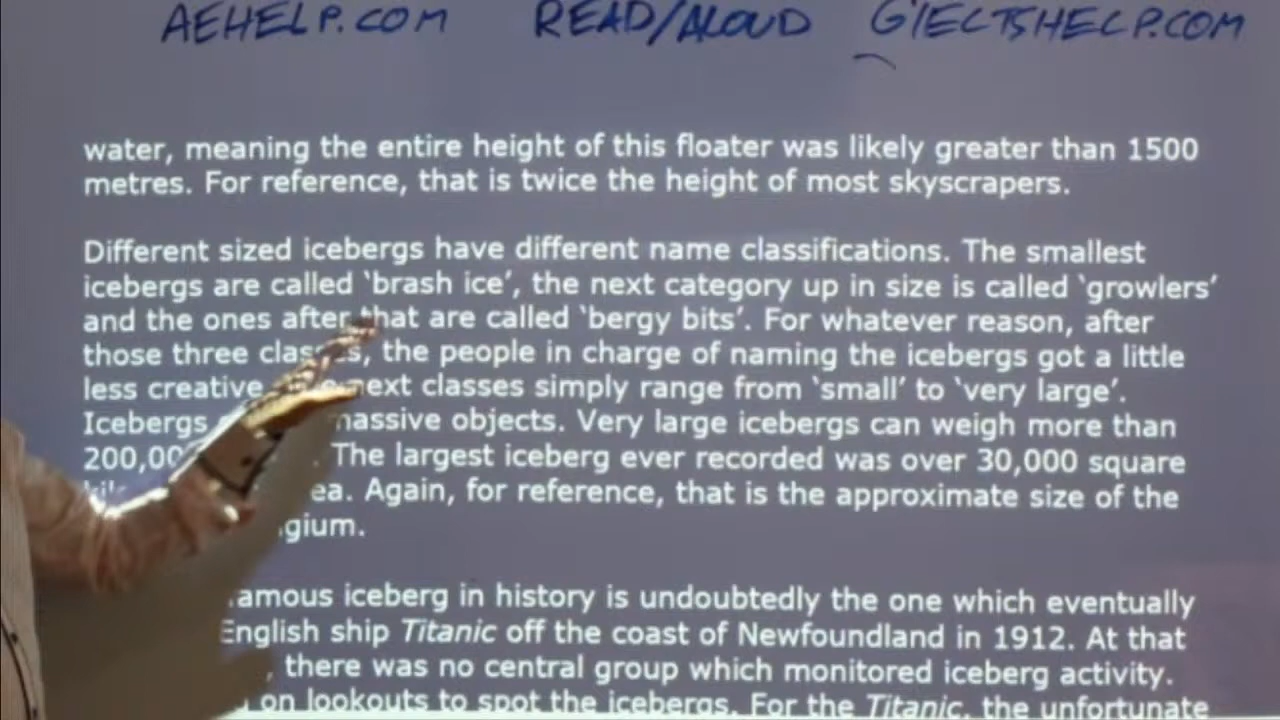 AEHELP.COM READ/ALOUD G'IELTSHELP.COM
water, meaning the entire height of this floater was likely greater than 1500
metres. For reference, that is twice the height of most skyscrapers.
Different sized icebergs have different name classifications. The smallest
icebergs are called ‘brash ice’, the next category up in size is called ‘growlers’
and the ones after that are called ‘bergy bits’. For whatever reason, after
those three classes, the people in charge of naming the icebergs got a little
less creative next classes simply range from ‘small’ to ‘very large’.
Icebergs massive objects. Very large icebergs can weigh more than
The largest iceberg ever recorded was over 30,000 square
Again, for reference, that is the approximate size of the
famous iceberg in history is undoubtedly the one which eventually
English ship Titanic off the coast of Newfoundland in 1912. At that
, there was no central group which monitored iceberg activity.
on lookouts to spot the icebergs. For the Titanic, the unfortunate